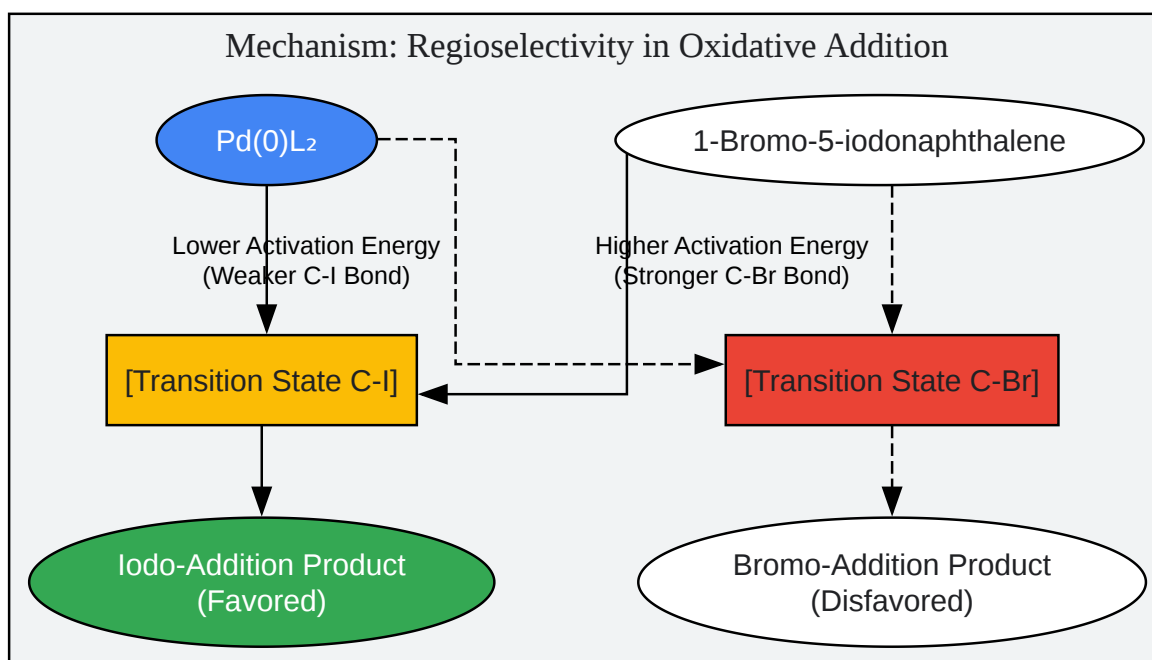 Mechanism: Regioselectivity in Oxidative Addition
Pd(0)L₂
1-Bromo-5-iodonaphthalene
Lower Activation Energy
(Weaker C-I Bond)
Higher Activation Energy
(Stronger C-Br Bond)
[Transition State C-I]
[Transition State C-Br]
Iodo-Addition Product
(Favored)
Bromo-Addition Product
(Disfavored)